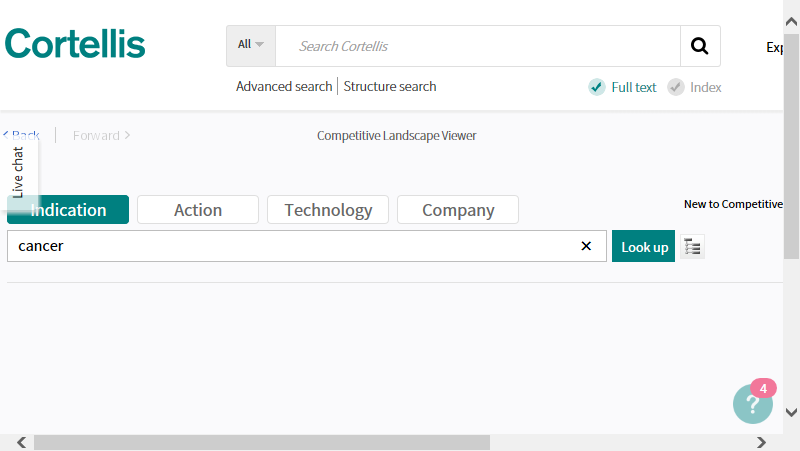 Cortellis
All
Search Cortellis
Advanced search
Structure search
Full text
Index
Back
Forward
Competitive Landscape Viewer
Live chat
Indication
Action
Technology
Company
New to Competitive
cancer
Look up
4
?